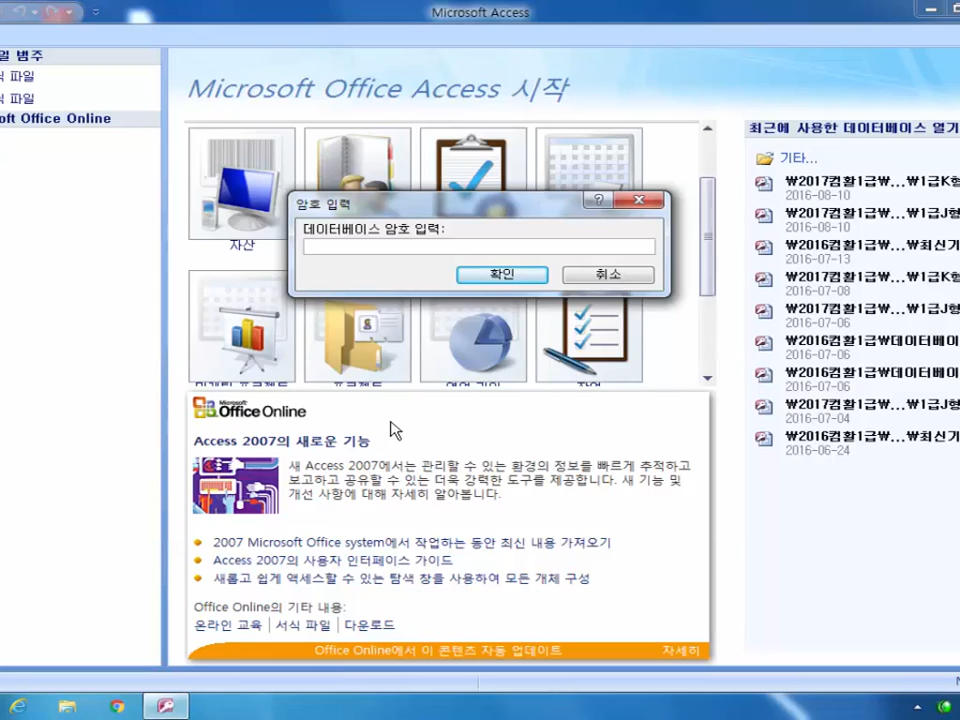 Microsoft Access
일 범주
식 파일
식 파일
oft Office Online
Microsoft Office Access 시작
자산
암호 입력
데이터베이스 암호 입력:
확인
취소
프로젝트
Microsoft
Office Online
Access 2007의 새로운 기능
새 Access 2007에서는 관리할 수 있는 환경의 정보를 빠르게 추적하고
보고하고 공유할 수 있는 더욱 강력한 도구를 제공합니다. 새 기능 및
개선 사항에 대해 자세히 알아봅니다.
2007 Microsoft Office system에서 작업하는 동안 최신 내용 가져오기
Access 2007의 사용자 인터페이스 가이드
새롭고 쉽게 액세스할 수 있는 탐색 창을 사용하여 모든 개체 구성
Office Online의 기타 내용:
온라인 교육 | 서식 파일 | 다운로드
Office Online에서 이 콘텐츠 자동 업데이트
자세히
최근에 사용한 데이터베이스 열기
기타...
₩2017컴활1급₩...₩1급K형
2016-08-10
₩2017컴활1급₩...₩1급J형
2016-08-10
₩2016컴활1급₩...₩최신기
2016-07-13
₩2017컴활1급₩...₩1급K형
2016-07-08
₩2017컴활1급₩...₩1급J형
2016-07-06
₩2016컴활1급₩데이터베이
2016-07-06
₩2016컴활1급₩데이터베이
2016-07-06
₩2017컴활1급₩...₩1급J형
2016-07-04
₩2016컴활1급₩...₩최신기
2016-06-24